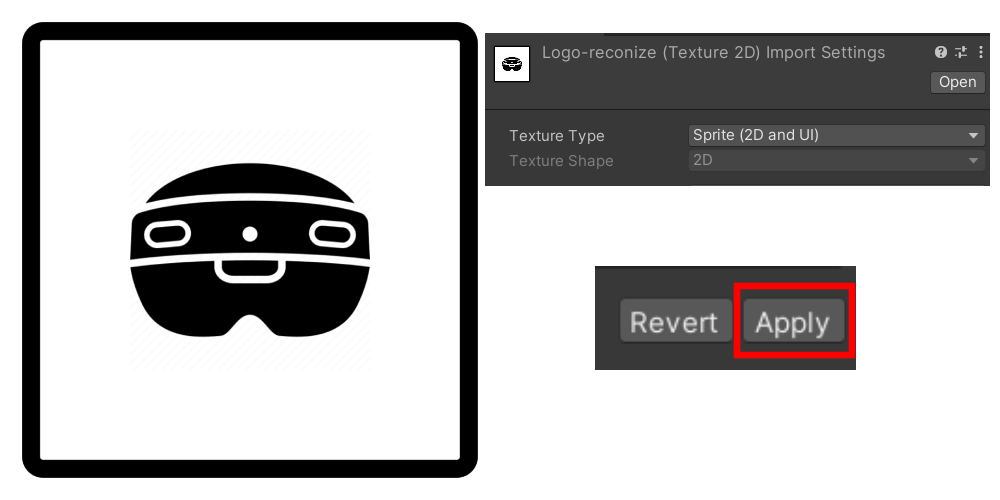 Logo-reconize (Texture 2D) Import Settings
Open
Texture Type Sprite (2D and UI)
Texture Shape 2D
Revert Apply